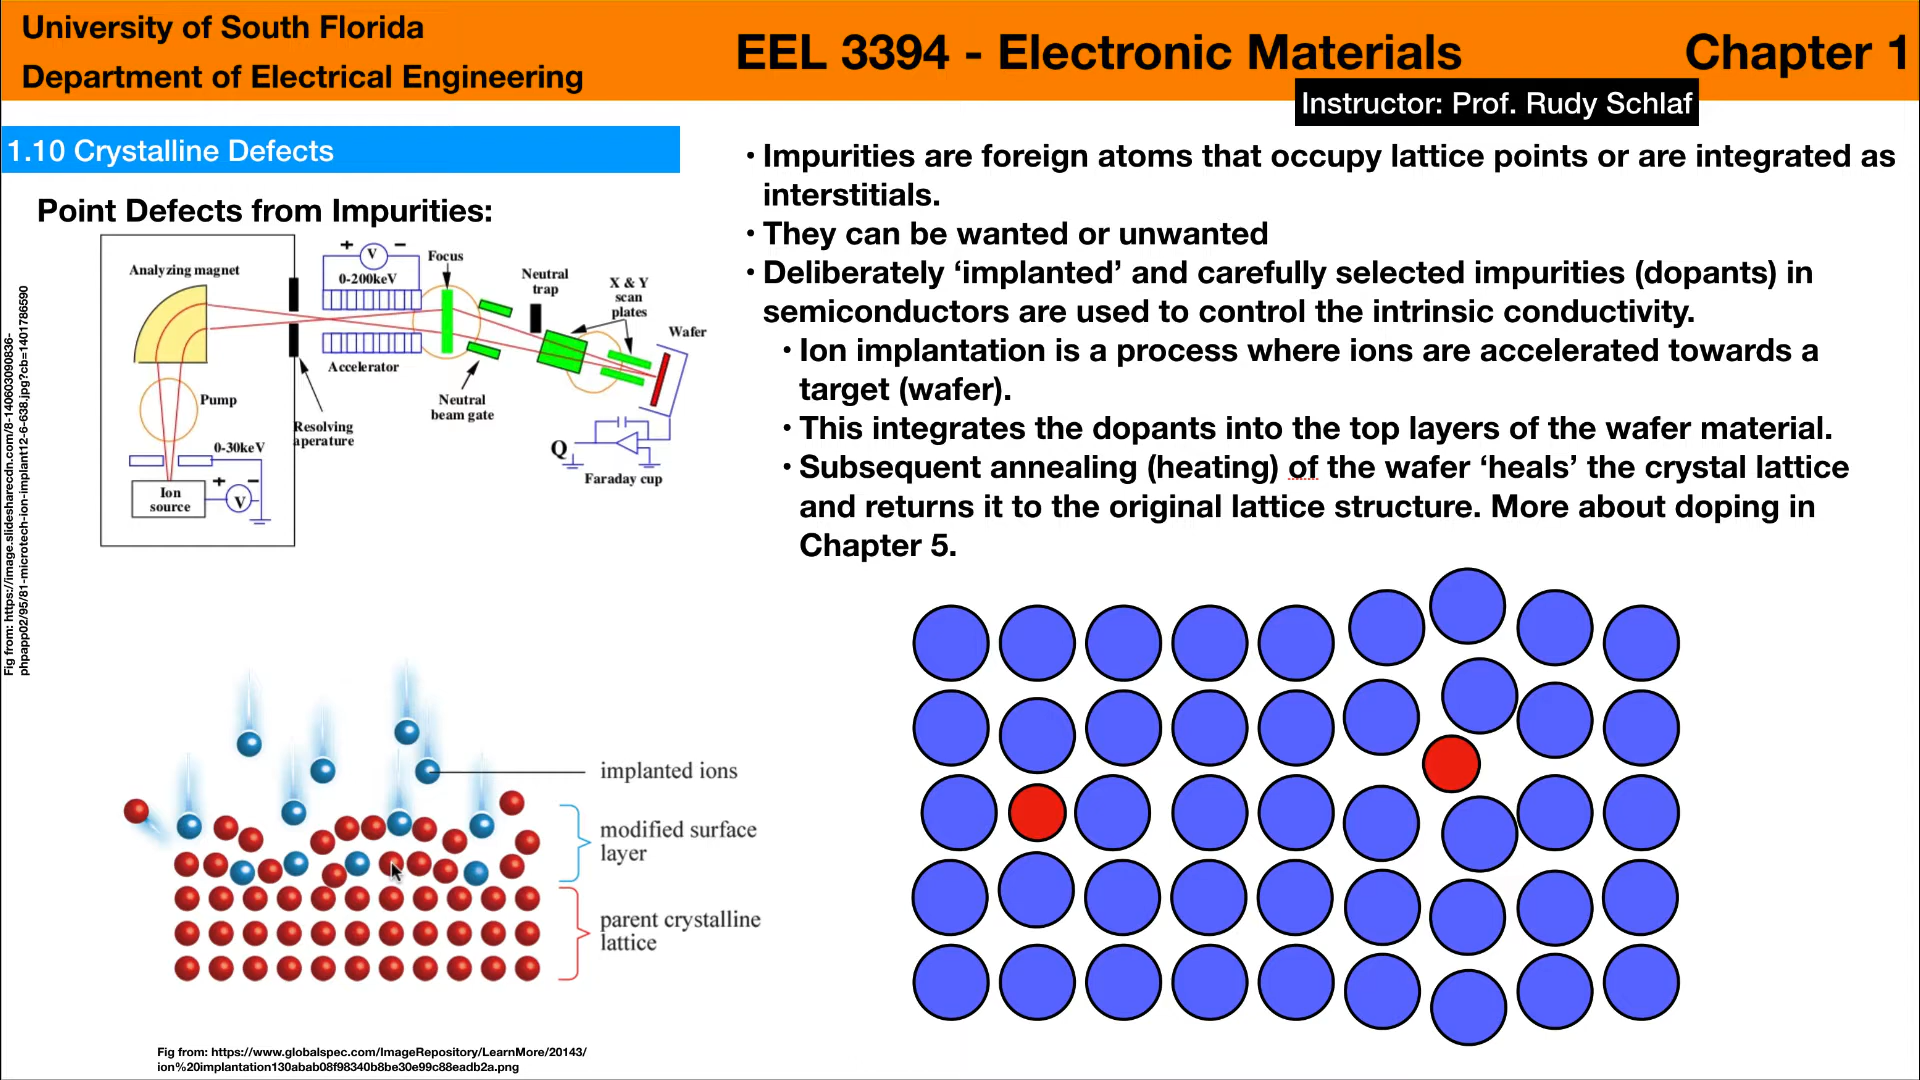 University of South Florida
Department of Electrical Engineering
EEL 3394 - Electronic Materials
Chapter 1
Instructor: Prof. Rudy Schlaf
1.10 Crystalline Defects
Point Defects from Impurities:
Analyzing magnet
+ V −
0-200keV
Focus
Neutral
trap
X & Y
scan
plates
Wafer
Accelerator
Pump
Resolving
aperature
Neutral
beam gate
0-30keV
Ion
source
+ −
V
Q
Faraday cup
Fig from: https://image.slidesharecdn.com/8-140603090836-
phpapp02/95/81-microtech-ion-implant12-6-638.jpg?cb=1401786590
• Impurities are foreign atoms that occupy lattice points or are integrated as
interstitials.
• They can be wanted or unwanted
• Deliberately ‘implanted’ and carefully selected impurities (dopants) in
semiconductors are used to control the intrinsic conductivity.
• Ion implantation is a process where ions are accelerated towards a
target (wafer).
• This integrates the dopants into the top layers of the wafer material.
• Subsequent annealing (heating) of the wafer ‘heals’ the crystal lattice
and returns it to the original lattice structure. More about doping in
Chapter 5.
implanted ions
modified surface
layer
parent crystalline
lattice
Fig from: https://www.globalspec.com/ImageRepository/LearnMore/20143/
ion%20implantation130abab08f98340b8be30e99c88eadb2a.png